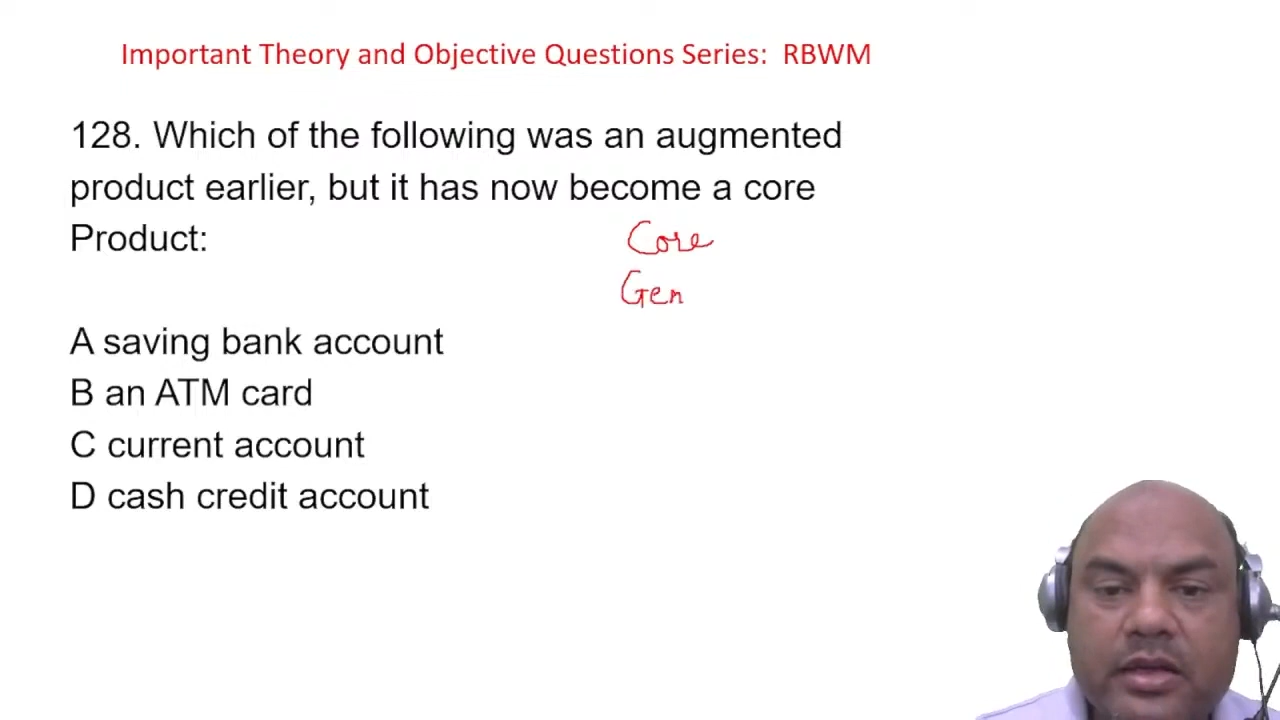 Important Theory and Objective Questions Series: RBWM
128. Which of the following was an augmented
product earlier, but it has now become a core
Product:
Core
Gen
A saving bank account
B an ATM card
C current account
D cash credit account